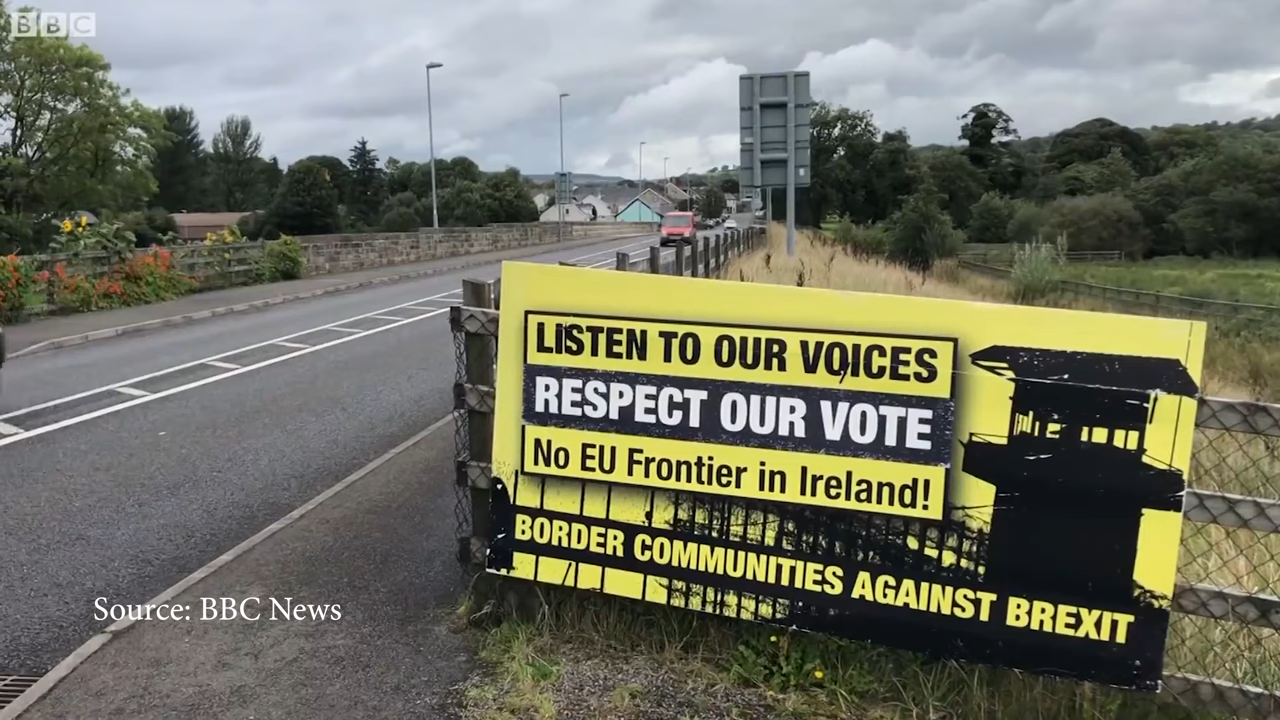 BBC
LISTEN TO OUR VOICES
RESPECT OUR VOTE
No EU Frontier in Ireland!
BORDER COMMUNITIES AGAINST BREXIT
Source: BBC News